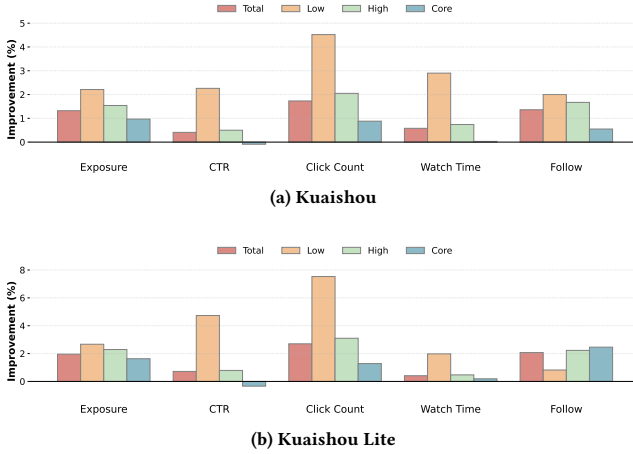 Total Low High Core
Improvement (%)
5
4
3
2
1
0
Exposure CTR Click Count Watch Time Follow
(a) Kuaishou
Total Low High Core
Improvement (%)
8
6
4
2
0
Exposure CTR Click Count Watch Time Follow
(b) Kuaishou Lite